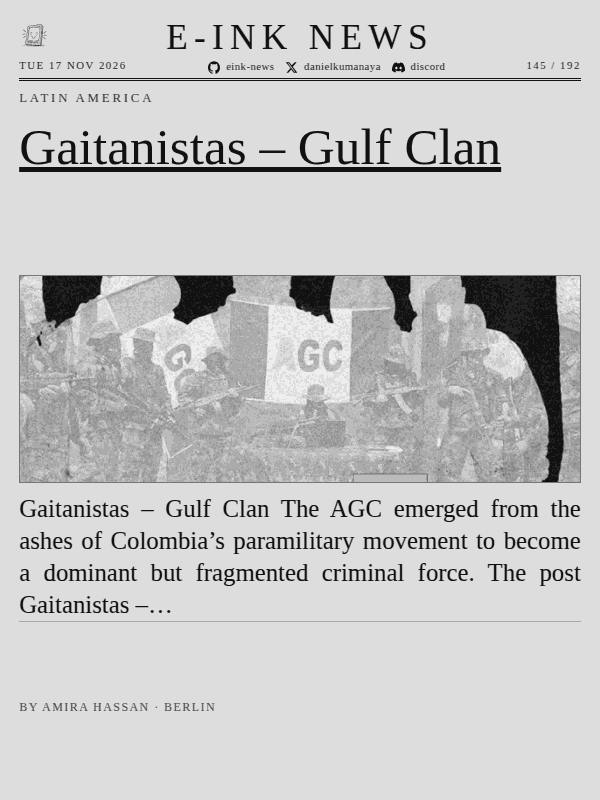 E-INK NEWS
TUE 17 NOV 2026
eink-news danielkumanaya discord
145 / 192
LATIN AMERICA
Gaitanistas – Gulf Clan
AGC
Gaitanistas – Gulf Clan The AGC emerged from the
ashes of Colombia’s paramilitary movement to become
a dominant but fragmented criminal force. The post
Gaitanistas –…
BY AMIRA HASSAN · BERLIN